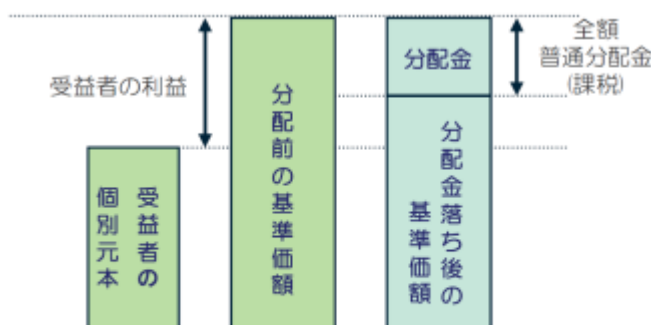 受益者の利益
受益者の
個別元本
分配前の基準価額
分配金
分配金落ち後の
基準価額
全額
普通分配金
(課税)